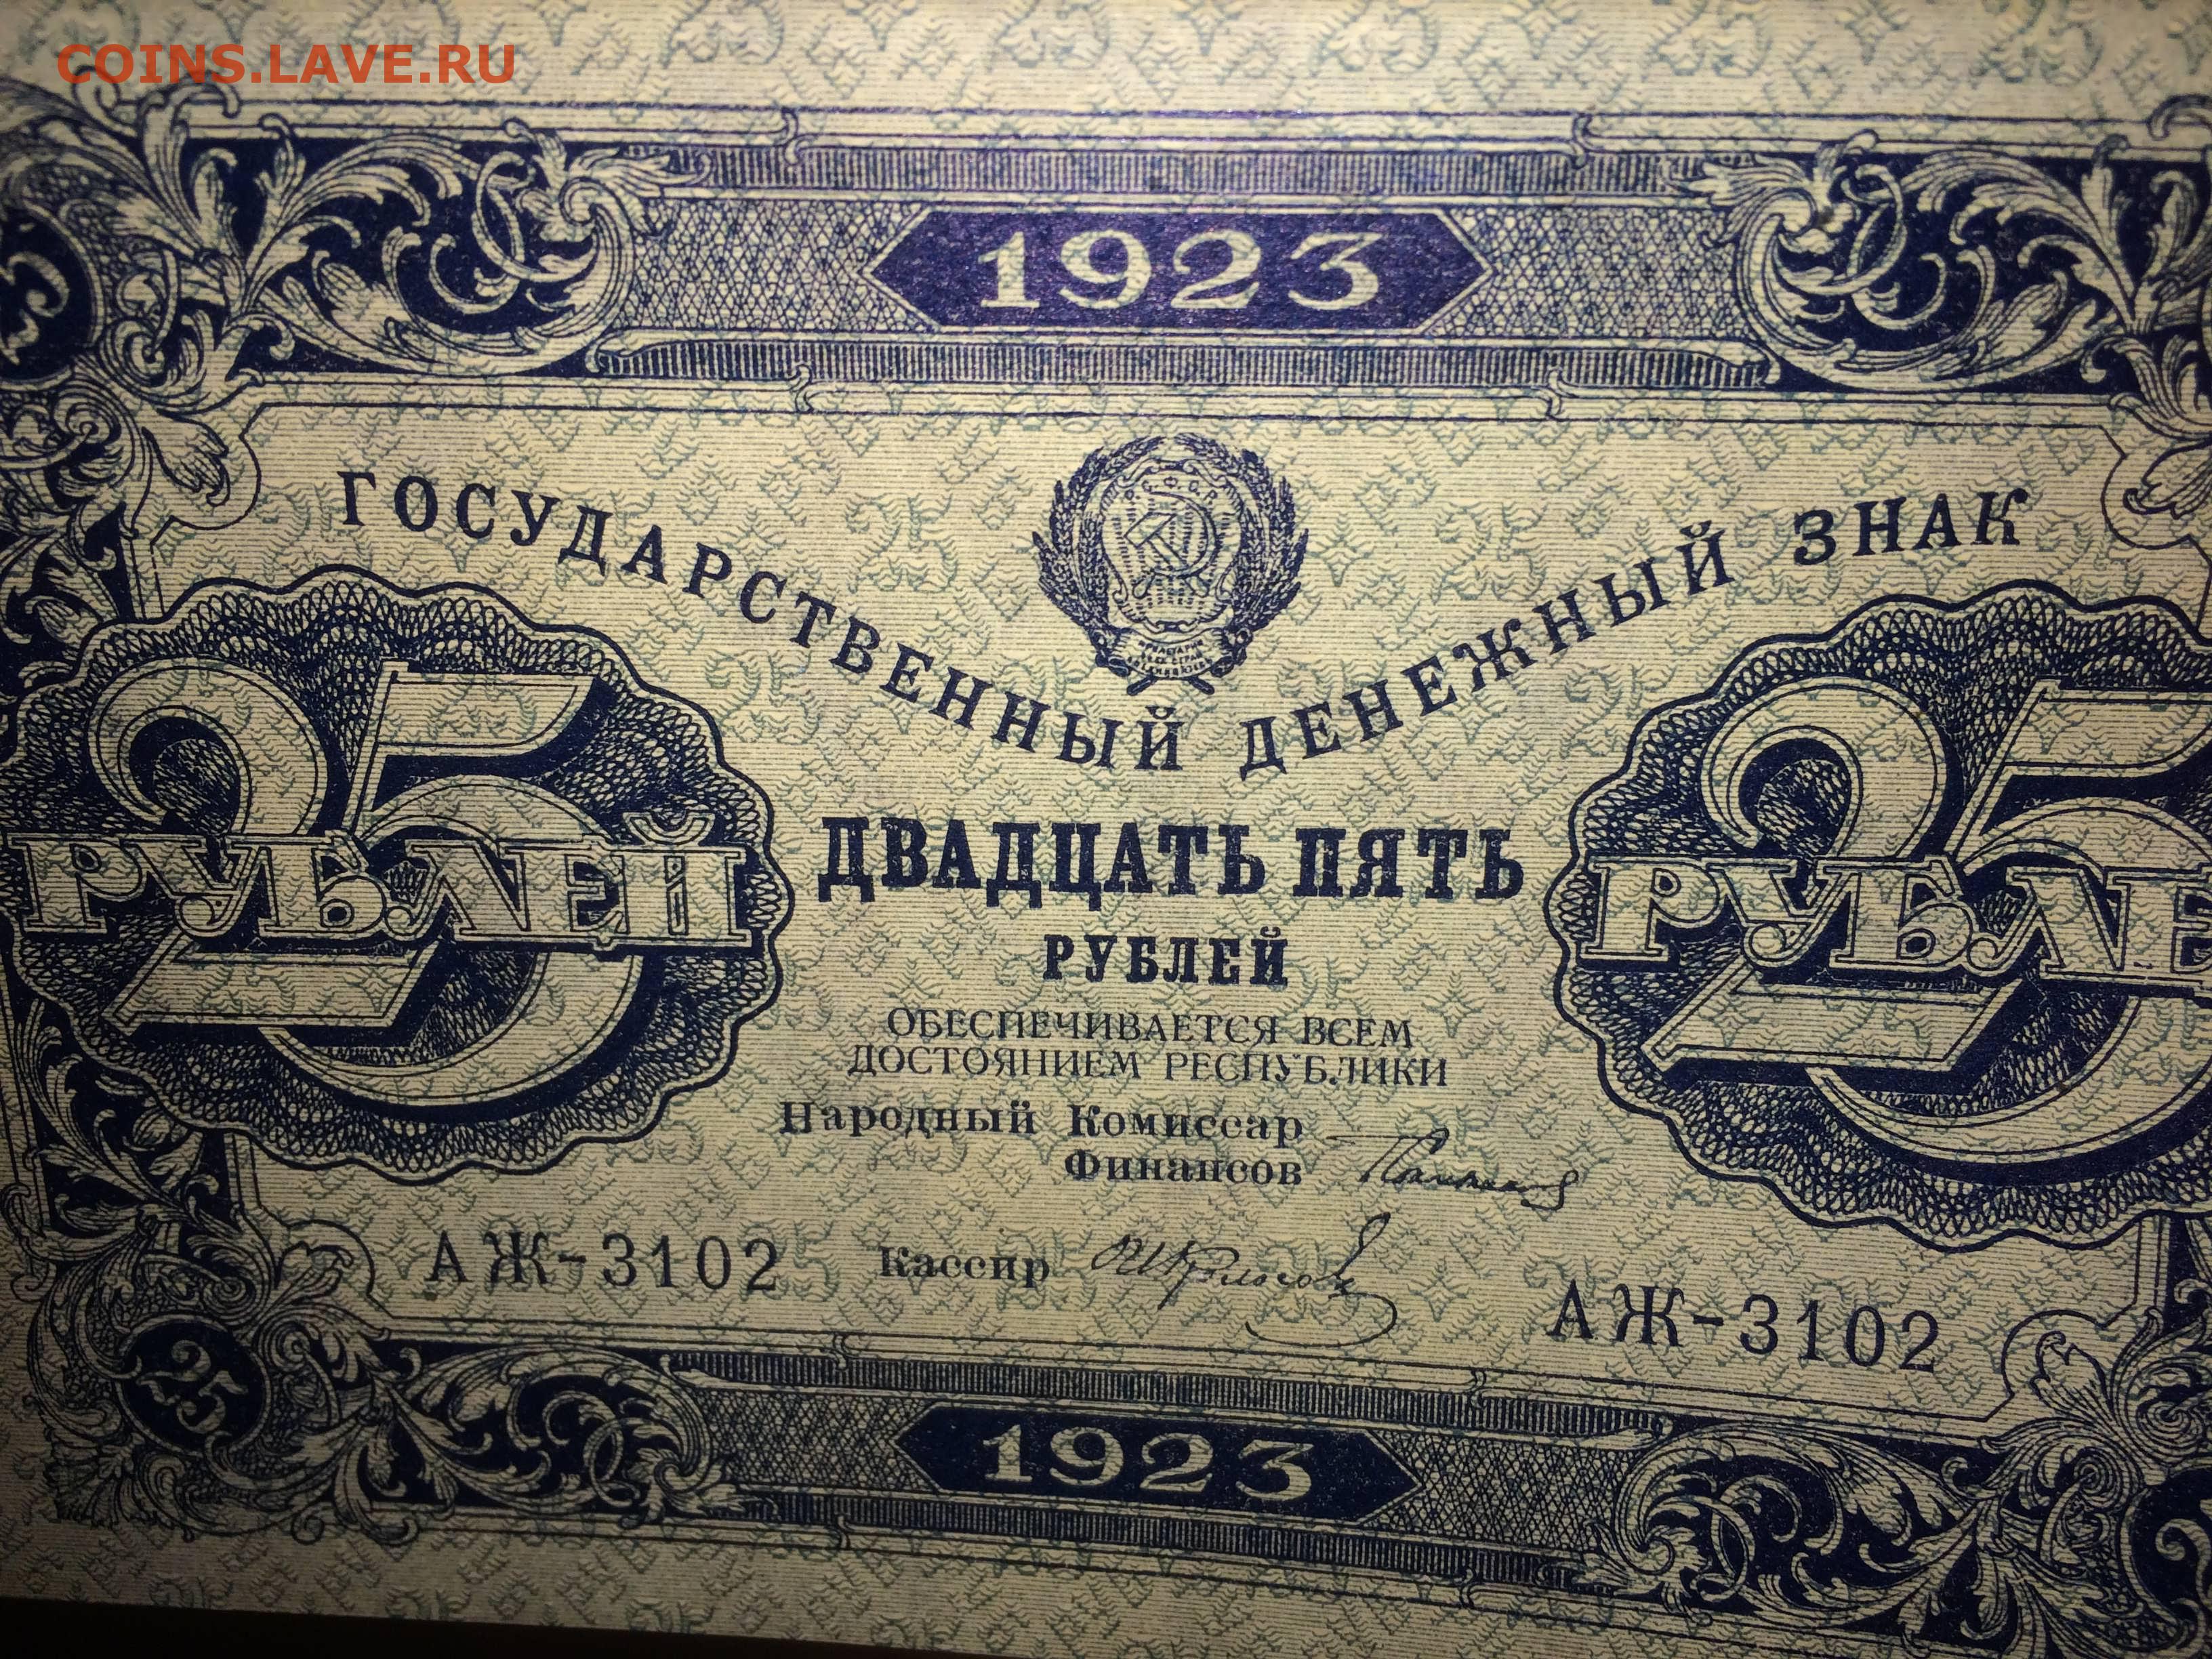 COINS.LAVE.RU
1923
Р.С.Ф.С.Р.
ГОСУДАРСТВЕННЫЙ ДЕНЕЖНЫЙ ЗНАК
25
РУБЛЕЙ
25
РУБЛЕ
ДВАДЦАТЬ ПЯТЬ
РУБЛЕЙ
ОБЕСПЕЧИВАЕТСЯ ВСЕМ
ДОСТОЯНИЕМ РЕСПУБЛИКИ
Народный Комиссар
Финансов
АЖ-3102
Кассир
АЖ-3102
25
1923